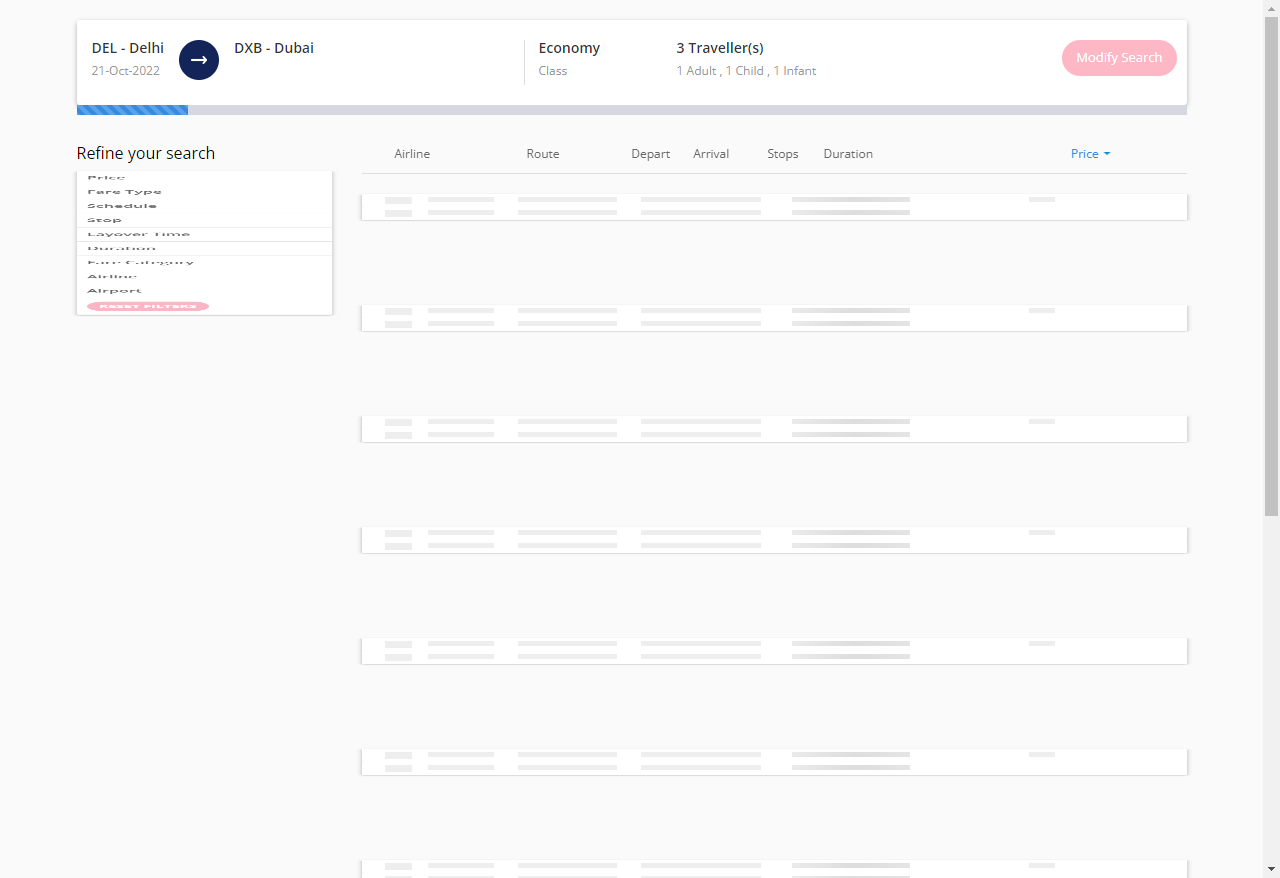 DEL - Delhi
21-Oct-2022
DXB - Dubai
Economy
Class
3 Traveller(s)
1 Adult , 1 Child , 1 Infant
Modify Search
Refine your search
Price
Fare Type
Schedule
Stop
Layover Time
Duration
Fare Category
Airline
Airport
RESET FILTERS
Airline Route Depart Arrival Stops Duration Price